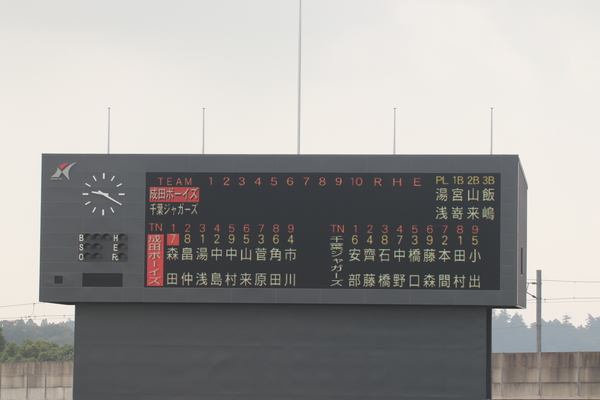 TEAM 1 2 3 4 5 6 7 8 9 10 R H E PL 1B 2B 3B
成田ボーイズ 湯浅 宮嵜 山来 飯嶋
千葉ジャガーズ
TN 1 2 3 4 5 6 7 8 9
成田ボーイズ
7 8 1 2 9 5 3 6 4
森田 畠仲 湯浅 中島 中村 山来 菅原 角田 市川
TN 1 2 3 4 5 6 7 8 9
千葉ジャガーズ
6 4 8 7 3 9 2 1 5
安部 齊藤 石橋 中野 橋口 藤森 本間 田村 小出
B H
S E
O Fc